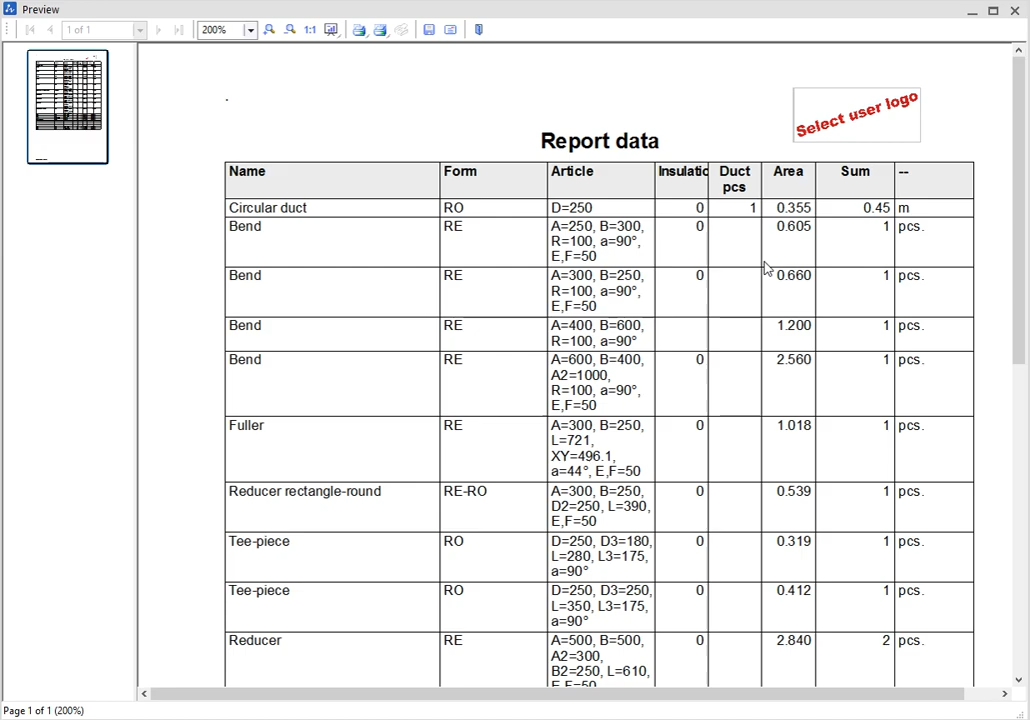 Preview
1 of 1 200% 1:1
.
Select user logo
Report data
Name Form Article Insulatio Duct pcs Area Sum --
Circular duct RO D=250 0 1 0.355 0.45 m
Bend RE A=250, B=300, 0 0.605 1 pcs.
R=100, a=90°,
E,F=50
Bend RE A=300, B=250, 0 0.660 1 pcs.
R=100, a=90°,
E,F=50
Bend RE A=400, B=600, 1.200 1 pcs.
R=100, a=90°
Bend RE A=600, B=400, 0 2.560 1 pcs.
A2=1000,
R=100, a=90°,
E,F=50
Fuller RE A=300, B=250, 0 1.018 1 pcs.
L=721,
XY=496.1,
a=44°, E,F=50
Reducer rectangle-round RE-RO A=300, B=250, 0 0.539 1 pcs.
D2=250, L=390,
E,F=50
Tee-piece RO D=250, D3=180, 0 0.319 1 pcs.
L=280, L3=175,
a=90°
Tee-piece RO D=250, D3=250, 0 0.412 1 pcs.
L=350, L3=175,
a=90°
Reducer RE A=500, B=500, 0 2.840 2 pcs.
A2=300,
B2=250, L=610,
E,F=50
Page 1 of 1 (200%)